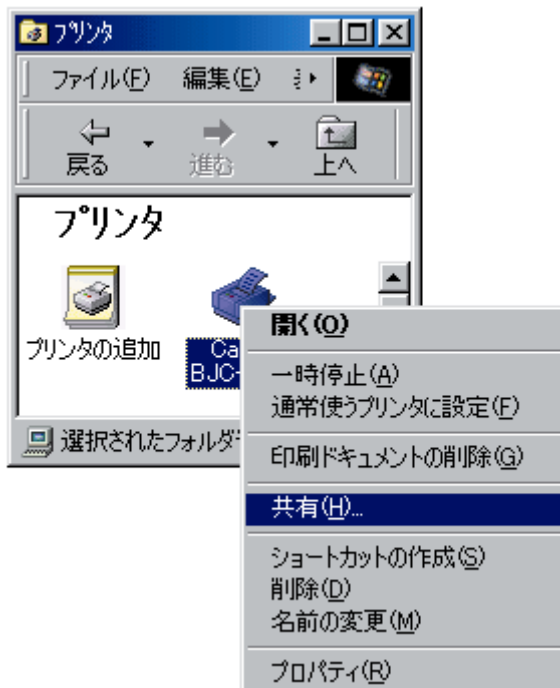 プリンタ
ファイル(F) 編集(E)
戻る 進む 上へ
プリンタ
プリンタの追加
Ca
BJC-
選択されたフォルダ
開く(O)
一時停止(A)
通常使うプリンタに設定(F)
印刷ドキュメントの削除(G)
共有(H)...
ショートカットの作成(S)
削除(D)
名前の変更(M)
プロパティ(R)